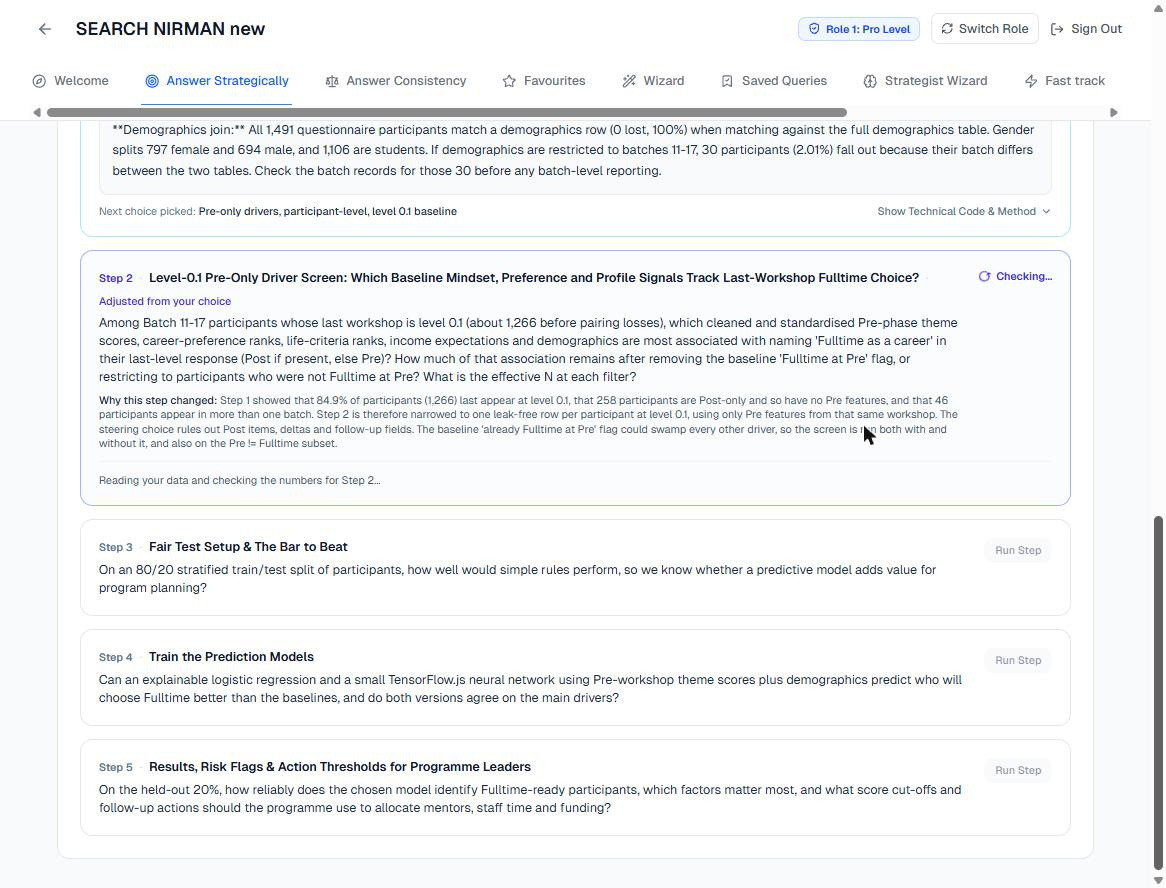 SEARCH NIRMAN new
Role 1: Pro Level
Switch Role
Sign Out
Welcome
Answer Strategically
Answer Consistency
Favourites
Wizard
Saved Queries
Strategist Wizard
Fast track
**Demographics join:** All 1,491 questionnaire participants match a demographics row (0 lost, 100%) when matching against the full demographics table. Gender
splits 797 female and 694 male, and 1,106 are students. If demographics are restricted to batches 11-17, 30 participants (2.01%) fall out because their batch differs
between the two tables. Check the batch records for those 30 before any batch-level reporting.
Next choice picked: Pre-only drivers, participant-level, level 0.1 baseline
Show Technical Code & Method
Step 2 · Level-0.1 Pre-Only Driver Screen: Which Baseline Mindset, Preference and Profile Signals Track Last-Workshop Fulltime Choice? ·
Checking...
Adjusted from your choice
Among Batch 11-17 participants whose last workshop is level 0.1 (about 1,266 before pairing losses), which cleaned and standardised Pre-phase theme
scores, career-preference ranks, life-criteria ranks, income expectations and demographics are most associated with naming 'Fulltime as a career' in
their last-level response (Post if present, else Pre)? How much of that association remains after removing the baseline 'Fulltime at Pre' flag, or
restricting to participants who were not Fulltime at Pre? What is the effective N at each filter?
Why this step changed: Step 1 showed that 84.9% of participants (1,266) last appear at level 0.1, that 258 participants are Post-only and so have no Pre features, and that 46
participants appear in more than one batch. Step 2 is therefore narrowed to one leak-free row per participant at level 0.1, using only Pre features from that same workshop. The
steering choice rules out Post items, deltas and follow-up fields. The baseline 'already Fulltime at Pre' flag could swamp every other driver, so the screen is run both with and
without it, and also on the Pre != Fulltime subset.
Reading your data and checking the numbers for Step 2...
Step 3 · Fair Test Setup & The Bar to Beat
Run Step
On an 80/20 stratified train/test split of participants, how well would simple rules perform, so we know whether a predictive model adds value for
program planning?
Step 4 · Train the Prediction Models
Run Step
Can an explainable logistic regression and a small TensorFlow.js neural network using Pre-workshop theme scores plus demographics predict who will
choose Fulltime better than the baselines, and do both versions agree on the main drivers?
Step 5 · Results, Risk Flags & Action Thresholds for Programme Leaders
Run Step
On the held-out 20%, how reliably does the chosen model identify Fulltime-ready participants, which factors matter most, and what score cut-offs and
follow-up actions should the programme use to allocate mentors, staff time and funding?